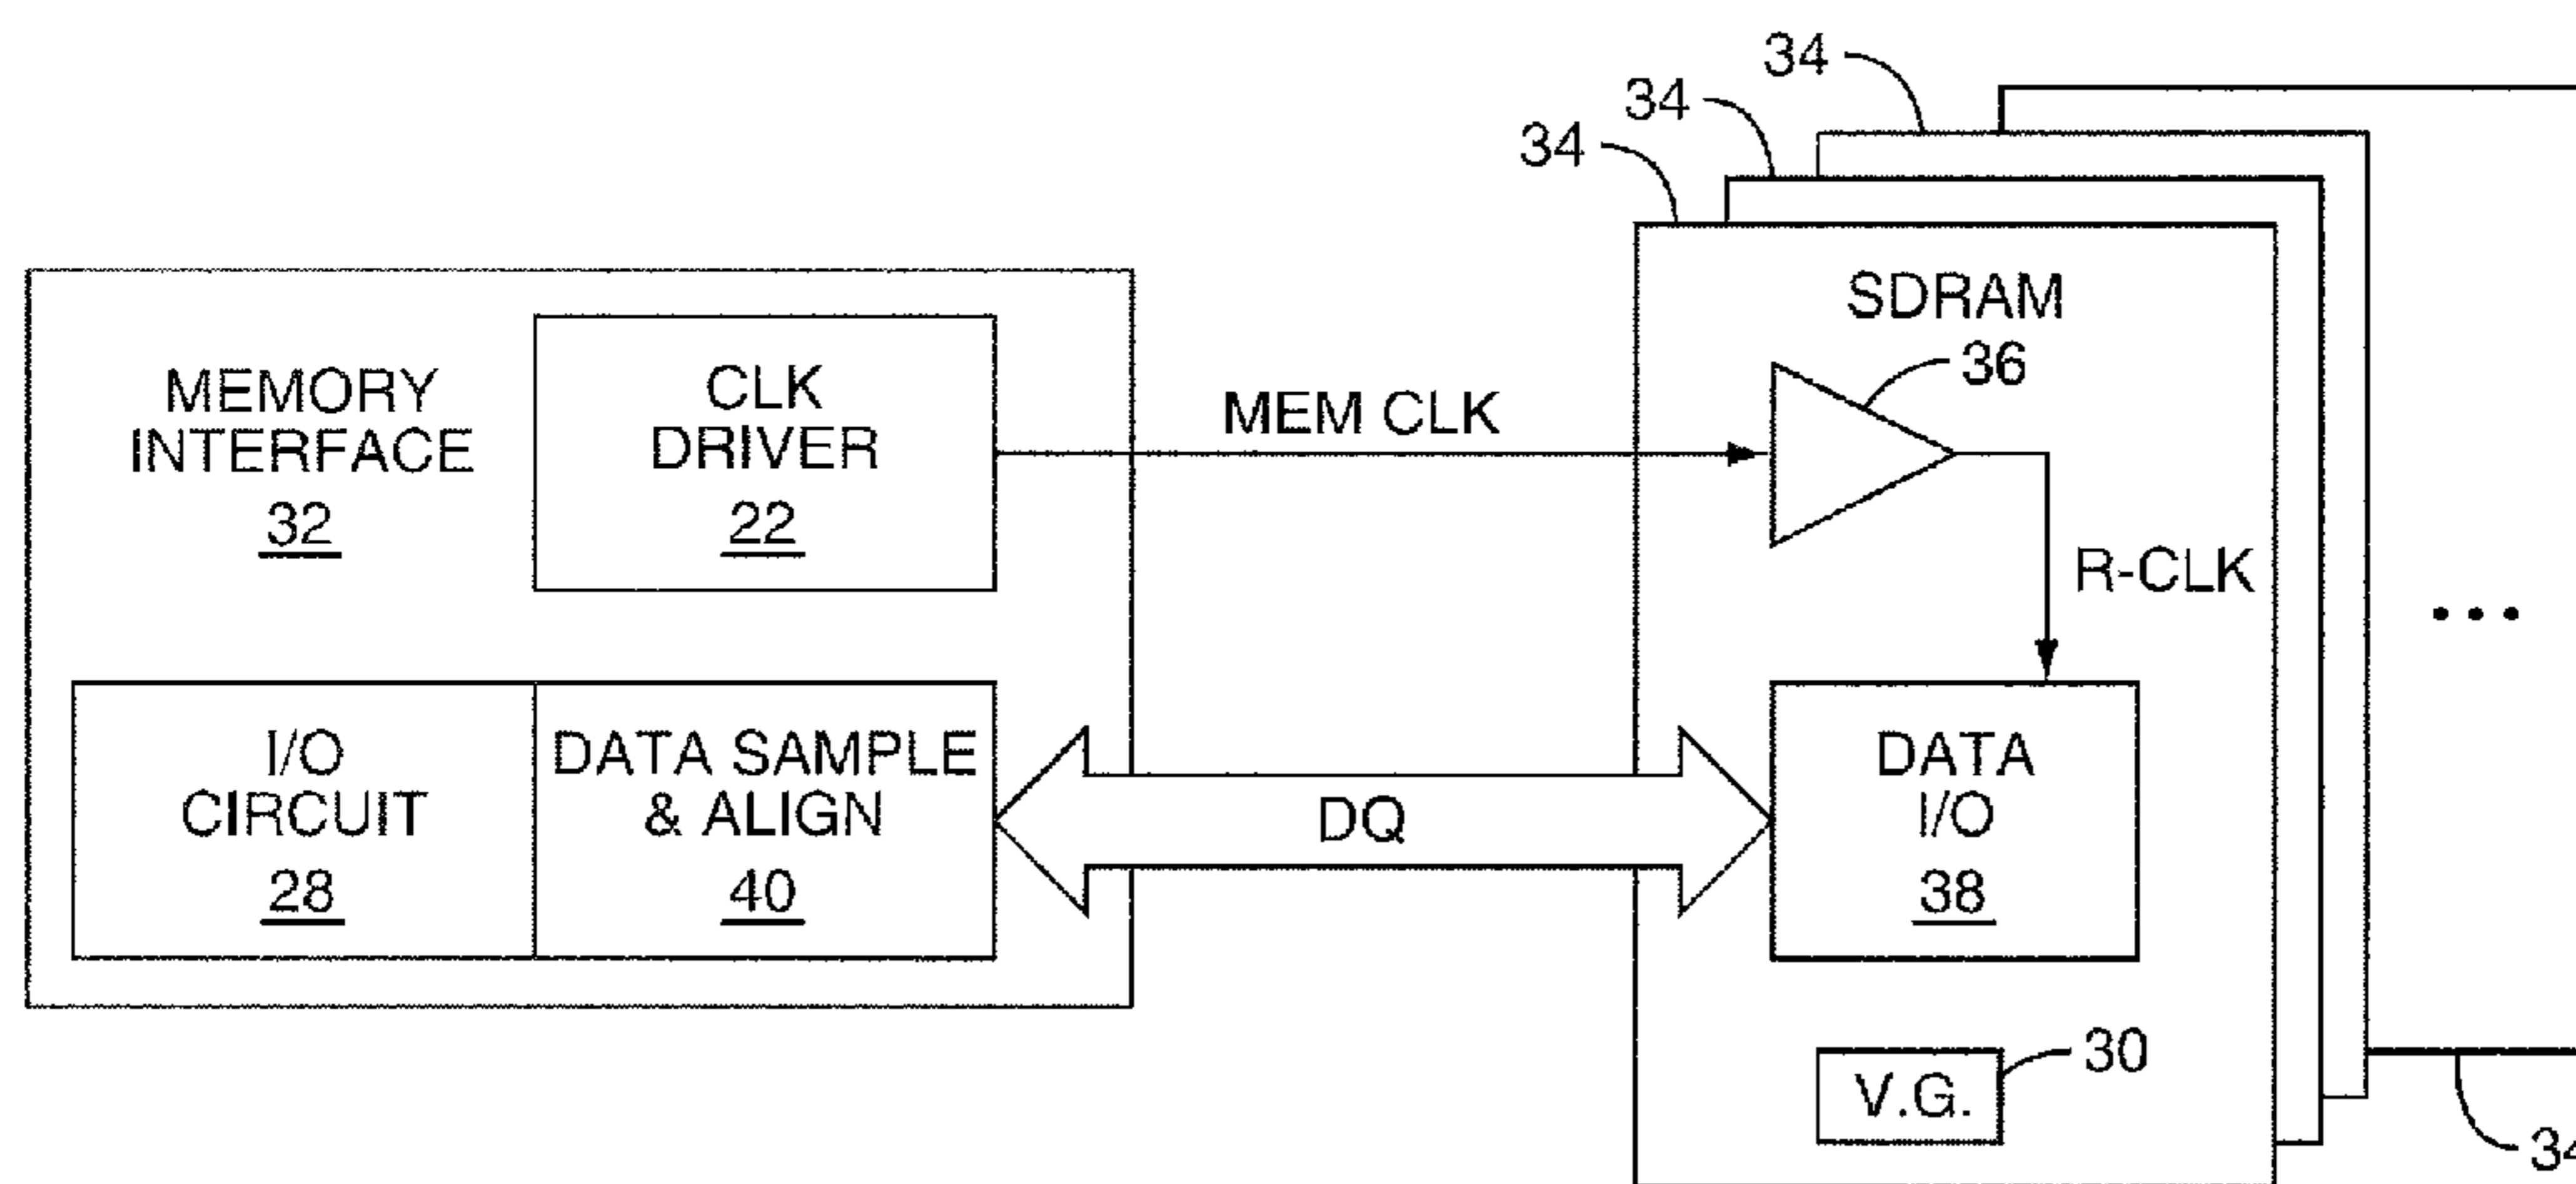 34
34
34
SDRAM
36
MEMORY
INTERFACE
32
CLK
DRIVER
22
MEM CLK
R-CLK
...
I/O
CIRCUIT
28
DATA SAMPLE
& ALIGN
40
DQ
DATA
I/O
38
30
V.G.
34